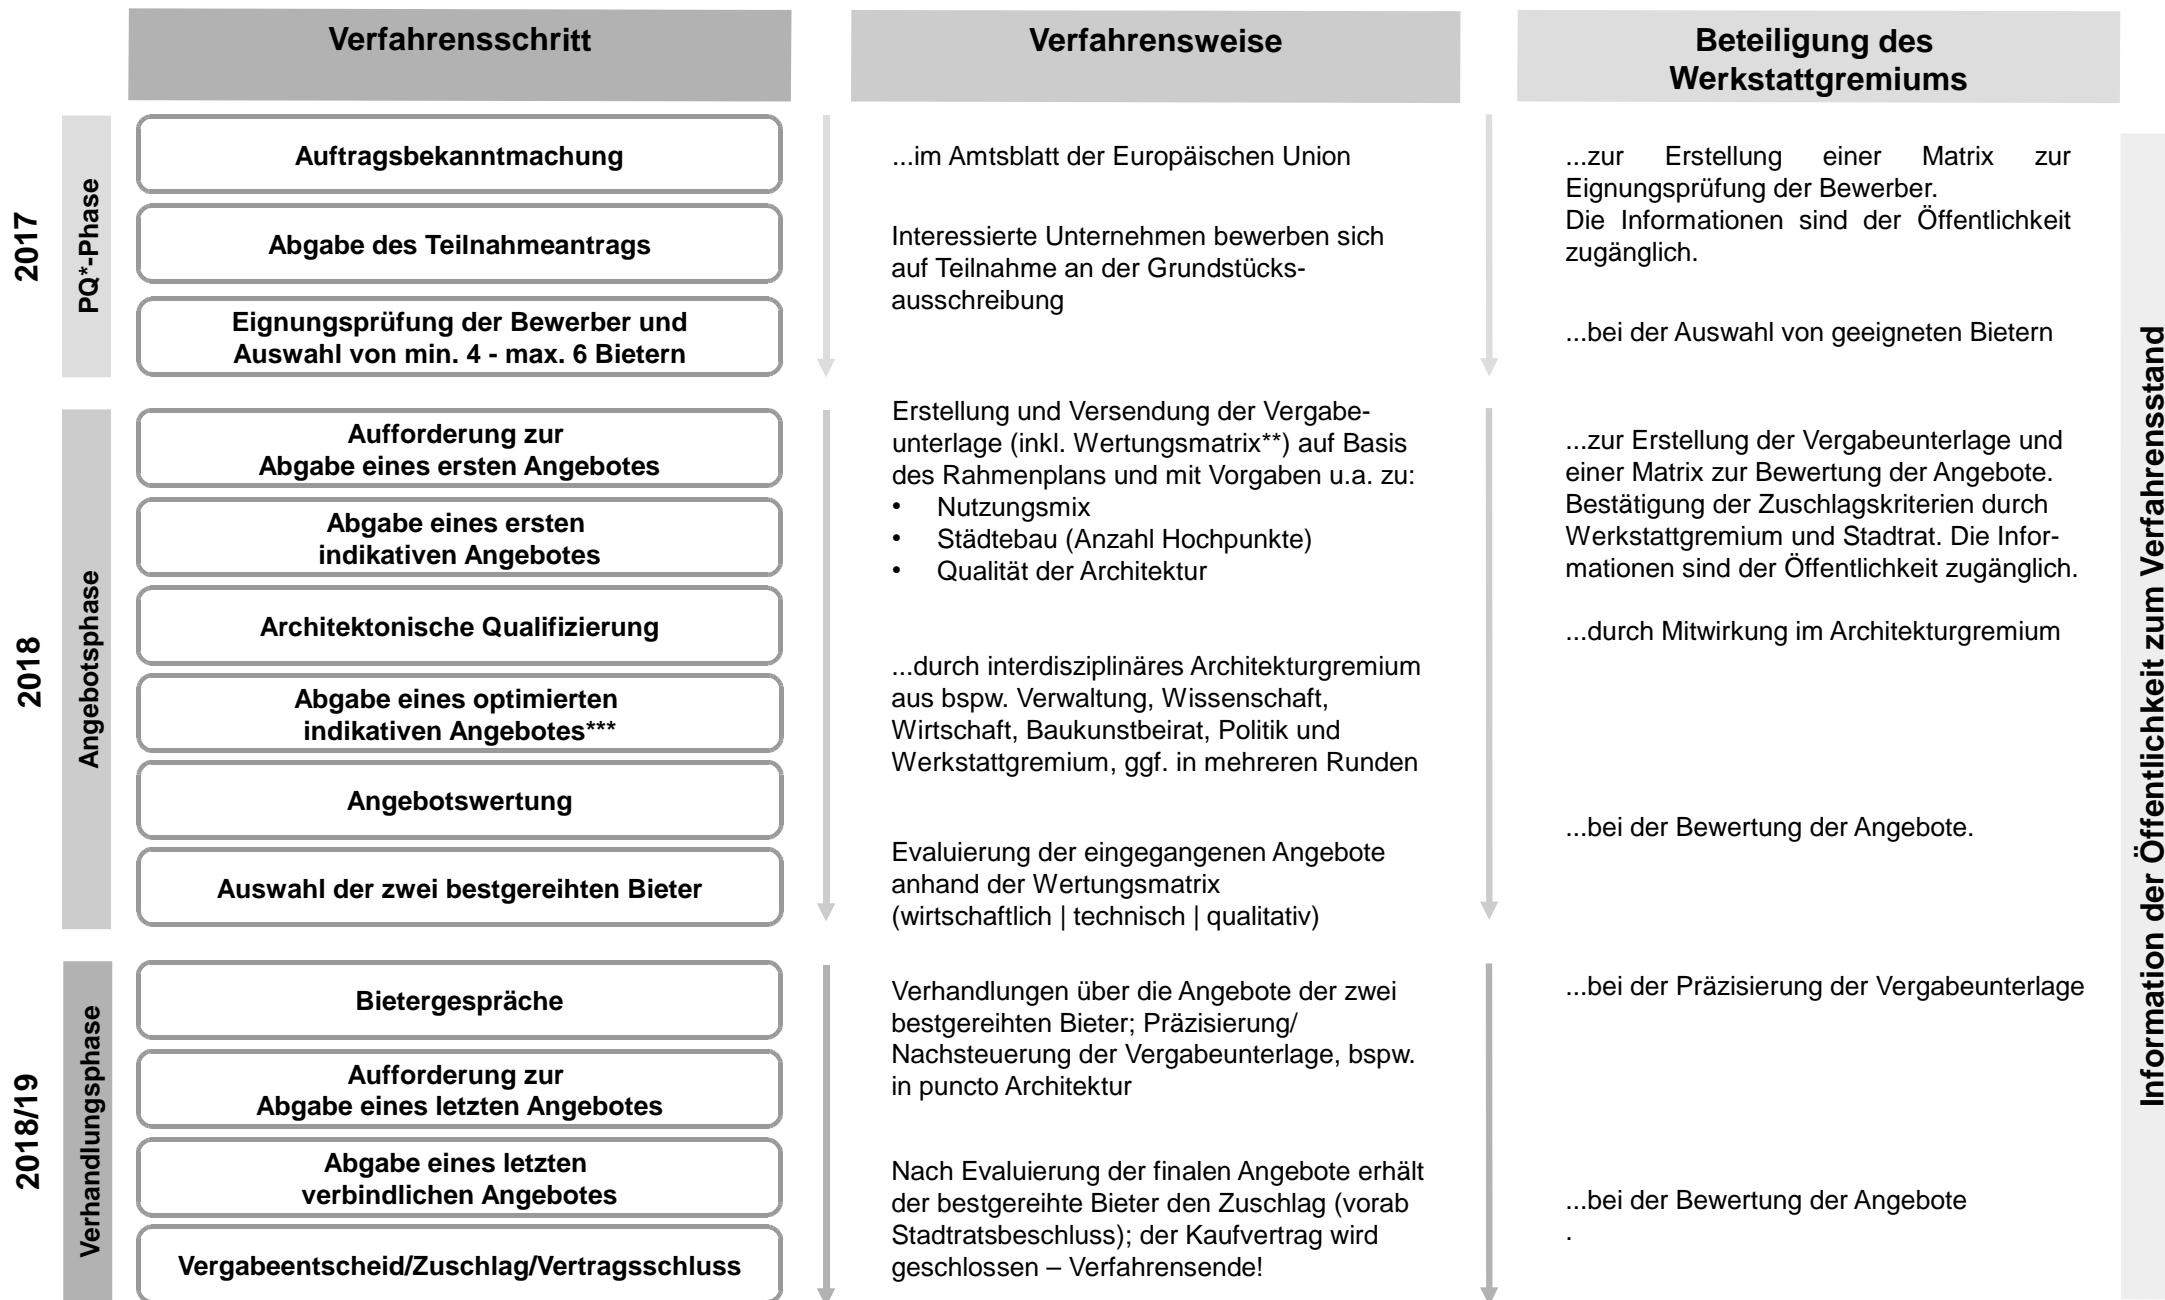 Verfahrensschritt
Verfahrensweise
Beteiligung des
Werkstattgremiums
2017
PQ*-Phase
Auftragsbekanntmachung
Abgabe des Teilnahmeantrags
Eignungsprüfung der Bewerber und
Auswahl von min. 4 - max. 6 Bietern
...im Amtsblatt der Europäischen Union
Interessierte Unternehmen bewerben sich
auf Teilnahme an der Grundstücks-
ausschreibung
...zur Erstellung einer Matrix zur
Eignungsprüfung der Bewerber.
Die Informationen sind der Öffentlichkeit
zugänglich.
...bei der Auswahl von geeigneten Bietern
2018
Angebotsphase
Aufforderung zur
Abgabe eines ersten Angebotes
Abgabe eines ersten
indikativen Angebotes
Architektonische Qualifizierung
Abgabe eines optimierten
indikativen Angebotes***
Angebotswertung
Auswahl der zwei bestgereihten Bieter
Erstellung und Versendung der Vergabe-
unterlage (inkl. Wertungsmatrix**) auf Basis
des Rahmenplans und mit Vorgaben u.a. zu:
• Nutzungsmix
• Städtebau (Anzahl Hochpunkte)
• Qualität der Architektur
...durch interdisziplinäres Architekturgremium
aus bspw. Verwaltung, Wissenschaft,
Wirtschaft, Baukunstbeirat, Politik und
Werkstattgremium, ggf. in mehreren Runden
Evaluierung der eingegangenen Angebote
anhand der Wertungsmatrix
(wirtschaftlich | technisch | qualitativ)
...zur Erstellung der Vergabeunterlage und
einer Matrix zur Bewertung der Angebote.
Bestätigung der Zuschlagskriterien durch
Werkstattgremium und Stadtrat. Die Infor-
mationen sind der Öffentlichkeit zugänglich.
...durch Mitwirkung im Architekturgremium
...bei der Bewertung der Angebote.
2018/19
Verhandlungsphase
Bietergespräche
Aufforderung zur
Abgabe eines letzten Angebotes
Abgabe eines letzten
verbindlichen Angebotes
Vergabeentscheid/Zuschlag/Vertragsschluss
Verhandlungen über die Angebote der zwei
bestgereihten Bieter; Präzisierung/
Nachsteuerung der Vergabeunterlage, bspw.
in puncto Architektur
Nach Evaluierung der finalen Angebote erhält
der bestgereihte Bieter den Zuschlag (vorab
Stadtratsbeschluss); der Kaufvertrag wird
geschlossen – Verfahrensende!
...bei der Präzisierung der Vergabeunterlage
...bei der Bewertung der Angebote
.
Information der Öffentlichkeit zum Verfahrensstand